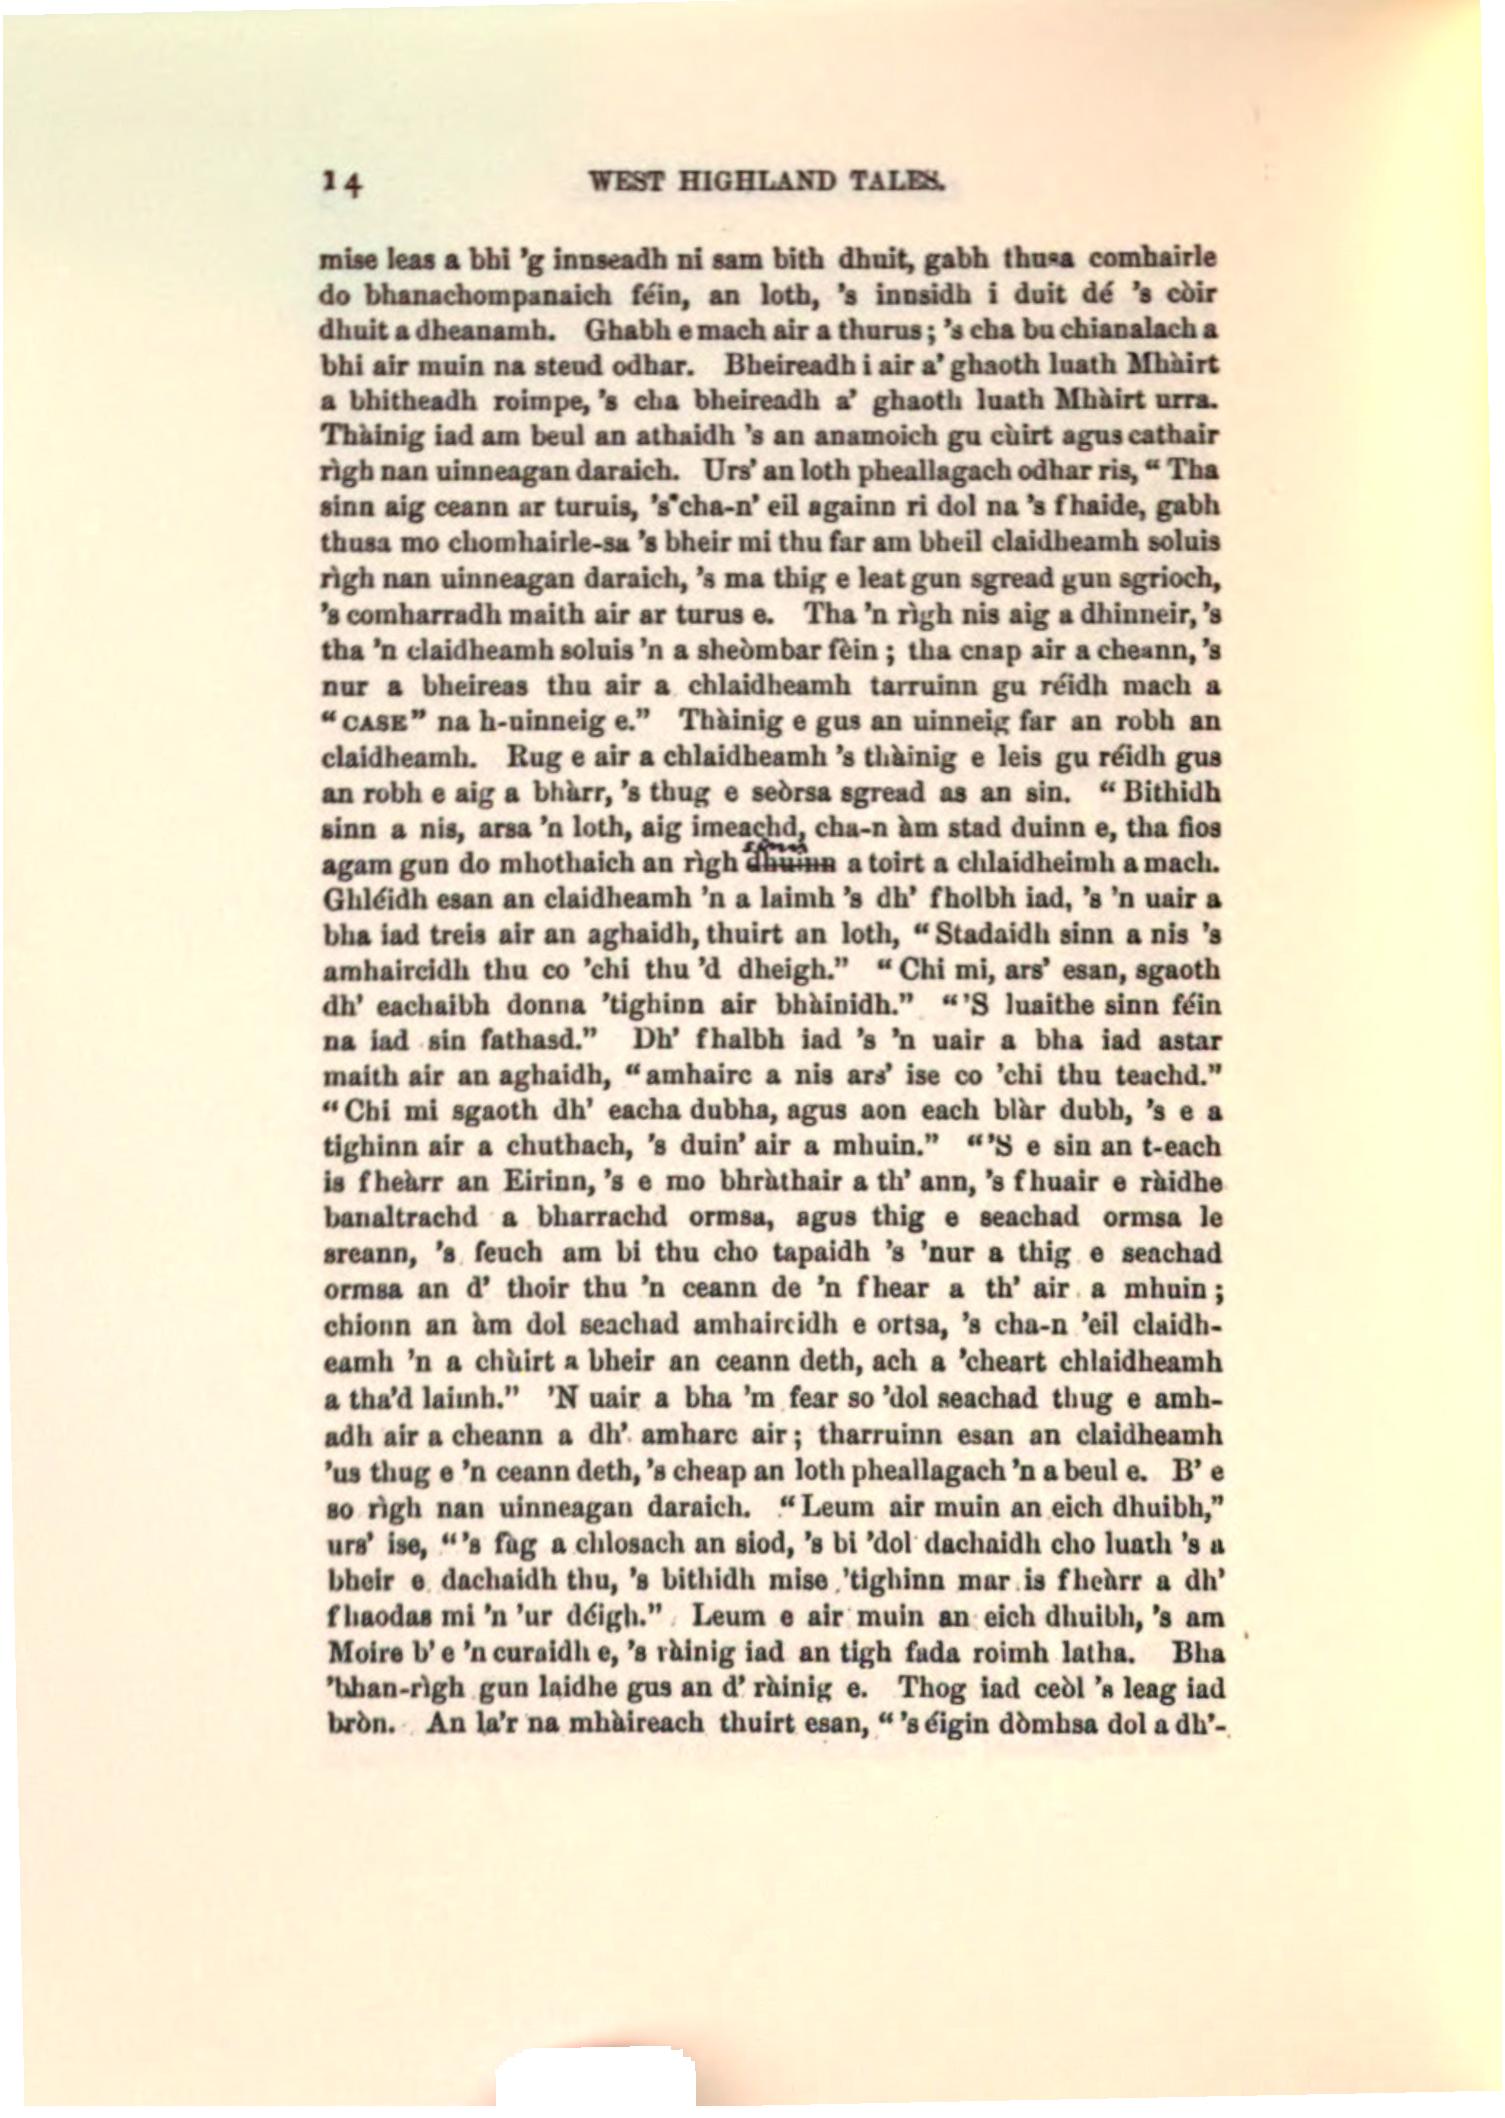 14 WEST HIGHLAND TALES.
mise leas a bhi ’g innseadh ni sam bith dhuit, gabh thusa comhairle
do bhanachompanaich féin, an loth, ’s innsidh i duit dé ’s còir
dhuit a dheanamh. Ghabh e mach air a thurus; ’s cha bu chianalach a
bhi air muin na steud odhar. Bheireadh i air a’ ghaoth luath Mhàirt
a bhitheadh roimpe, ’s cha bheireadh a’ ghaoth luath Mhàirt urra.
Thàinig iad am beul an athaidh ’s an anamoich gu cùirt agus cathair
rìgh nan uinneagan daraich. Urs’ an loth pheallagach odhar ris, “Tha
sinn aig ceann ar turuis, ’s cha-n’ eil againn ri dol na ’s fhaide, gabh
thusa mo chomhairle-sa ’s bheir mi thu far am bheil claidheamh soluis
rìgh nan uinneagan daraich, ’s ma thig e leat gun sgread gun sgrioch,
’s comharradh maith air ar turus e. Tha ’n rìgh nis aig a dhinneir, ’s
tha ’n claidheamh soluis ’n a sheòmbar fèin; tha cnap air a cheann, ’s
nur a bheireas thu air a chlaidheamh tarruinn gu réidh mach a
“CASE” na h-uinneig e.” Thàinig e gus an uinneig far an robh an
claidheamh. Rug e air a chlaidheamh ’s thàinig e leis gu réidh gus
an robh e aig a bhàrr, ’s thug e seòrsa sgread as an sin. “Bithidh
sinn a nis, arsa ’n loth, aig imeachd, cha-n àm stad duinn e, tha fios
agam gun do mhothaich an rìgh dhuinn a toirt a chlaidheimh a mach.
Ghléidh esan an claidheamh ’n a laimh ’s dh’ fholbh iad, ’s ’n uair a
bha iad treis air an aghaidh, thuirt an loth, “Stadaidh sinn a nis ’s
amhaircidh thu co ’chi thu ’d dheigh.” “Chi mi, ars’ esan, sgaoth
dh’ eachaibh donna ’tighinn air bhàinidh.” “’S luaithe sinn féin
na iad sin fathasd.” Dh’ fhalbh iad ’s ’n uair a bha iad astar
maith air an aghaidh, “amhairc a nis ars’ ise co ’chi thu teachd.”
“Chi mi sgaoth dh’ eacha dubha, agus aon each blàr dubh, ’s e a
tighinn air a chuthach, ’s duin’ air a mhuin.” “’S e sin an t-each
is fheàrr an Eirinn, ’s e mo bhràthair a th’ ann, ’s fhuair e ràidhe
banaltrachd a bharrachd ormsa, agus thig e seachad ormsa le
sreann, ’s feuch am bi thu cho tapaidh ’s ’nur a thig e seachad
ormsa an d’ thoir thu ’n ceann de ’n fhear a th’ air a mhuin;
chionn an àm dol seachad amhaircidh e ortsa, ’s cha-n ’eil claidh-
eamh ’n a chùirt a bheir an ceann deth, ach a ’cheart chlaidheamh
a tha’d laimh.” ’N uair a bha ’m fear so ’dol seachad thug e amh-
adh air a cheann a dh’ amharc air; tharruinn esan an claidheamh
’us thug e ’n ceann deth, ’s cheap an loth pheallagach ’n a beul e. B’ e
so rìgh nan uinneagan daraich. “Leum air muin an eich dhuibh,”
urs’ ise, “’s fàg a chlosach an siod, ’s bi ’dol dachaidh cho luath ’s a
bheir e dachaidh thu, ’s bithidh mise ’tighinn mar is fheàrr a dh’
fhaodas mi ’n ’ur déigh.” Leum e air muin an eich dhuibh, ’s am
Moire b’ e ’n curaidh e, ’s ràinig iad an tigh fada roimh latha. Bha
’bhan-rìgh gun laidhe gus an d’ ràinig e. Thog iad ceòl ’s leag iad
bròn. An la’r na mhàireach thuirt esan, “’s éigin dòmhsa dol a dh’-